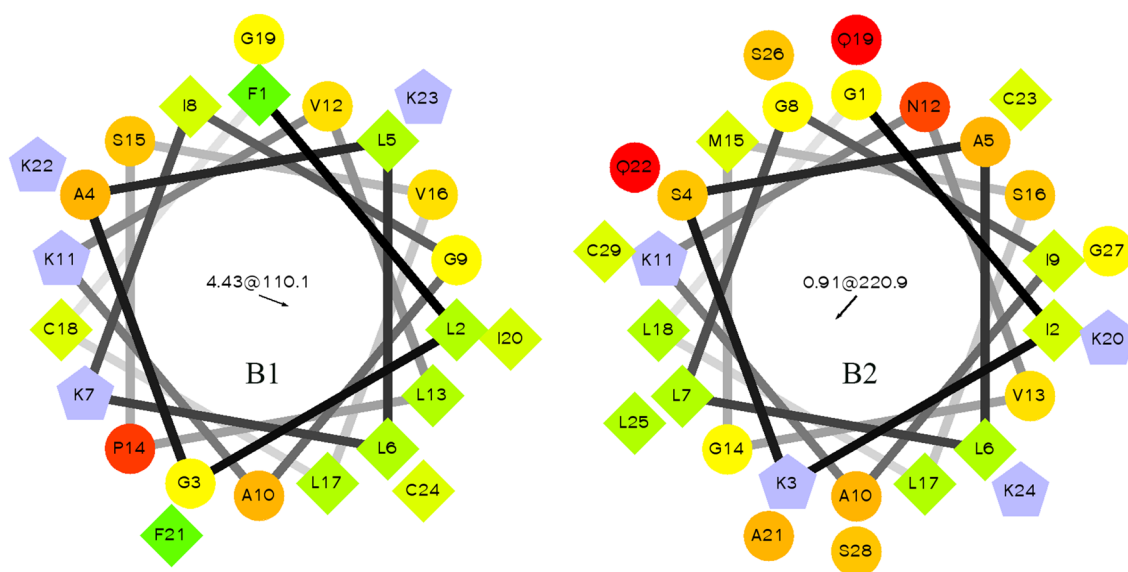 G19
F1
I8
V12
K23
S15
L5
K22
A4
V16
K11
G9
4.43@110.1
C18
L2
I20
B1
K7
L13
P14
L6
G3
A10
L17
C24
F21
Q19
S26
G8
G1
N12
C23
M15
A5
Q22
S4
S16
C29
K11
I9
G27
0.91@220.9
L18
I2
K20
B2
L7
V13
L25
G14
L6
K3
A10
L17
K24
A21
S28